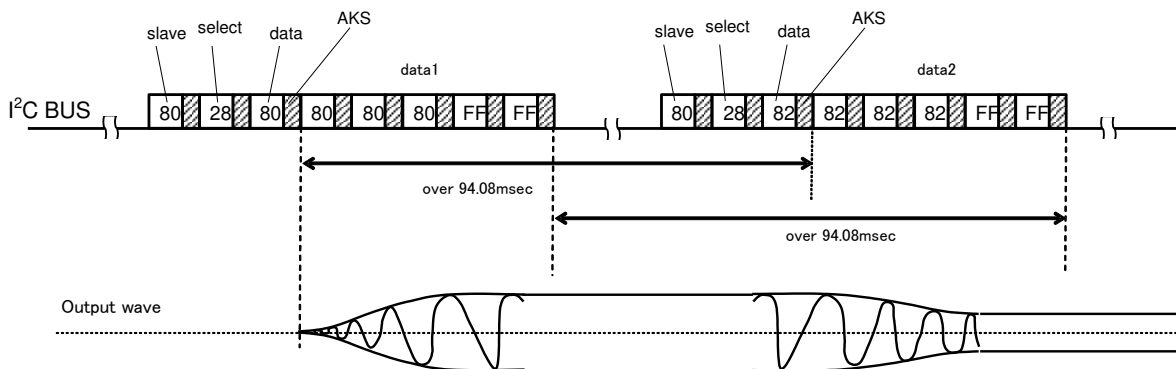 slave select data AKS slave select data AKS
data1 data2
I²C BUS 80 28 80 80 80 80 FF FF 80 28 82 82 82 82 FF FF
over 94.08msec
over 94.08msec
Output wave